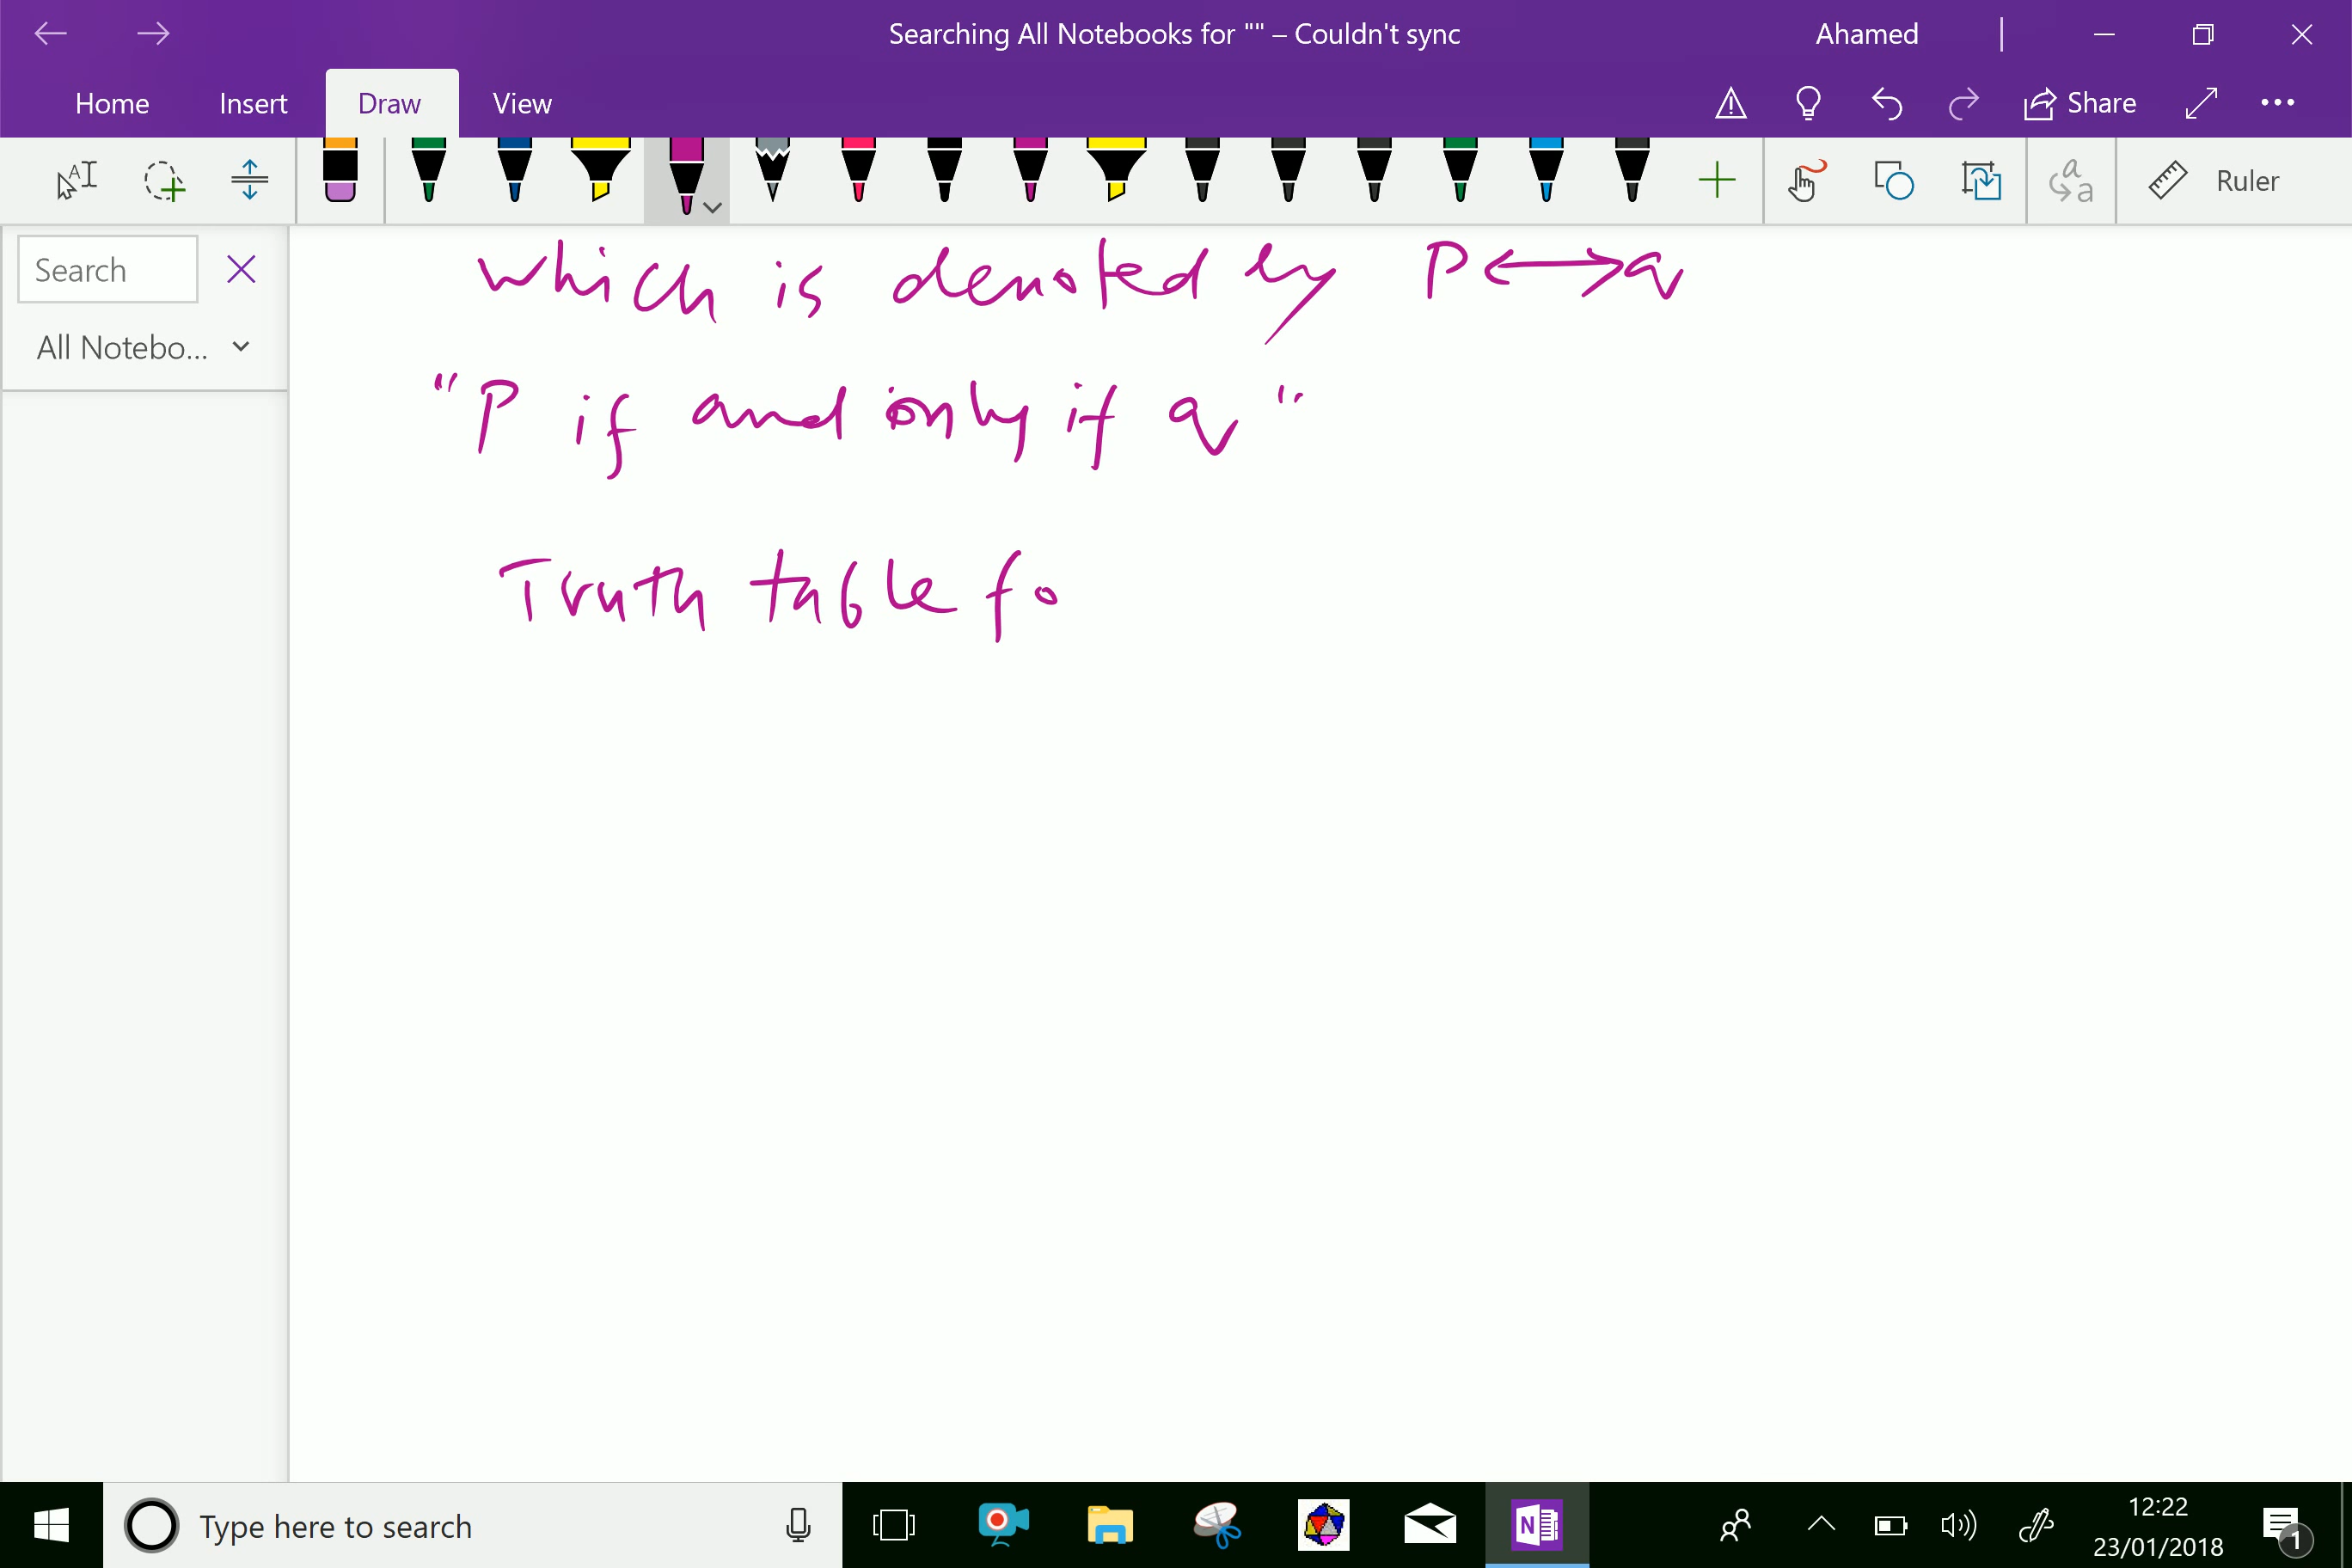 Searching All Notebooks for "" – Couldn't sync
Ahamed
Home Insert Draw View
Share
Ruler
Search
All Notebo...
which is denoted by P ⟷ q
"P if and only if q"
Truth table fo
Type here to search
12:22
23/01/2018
1